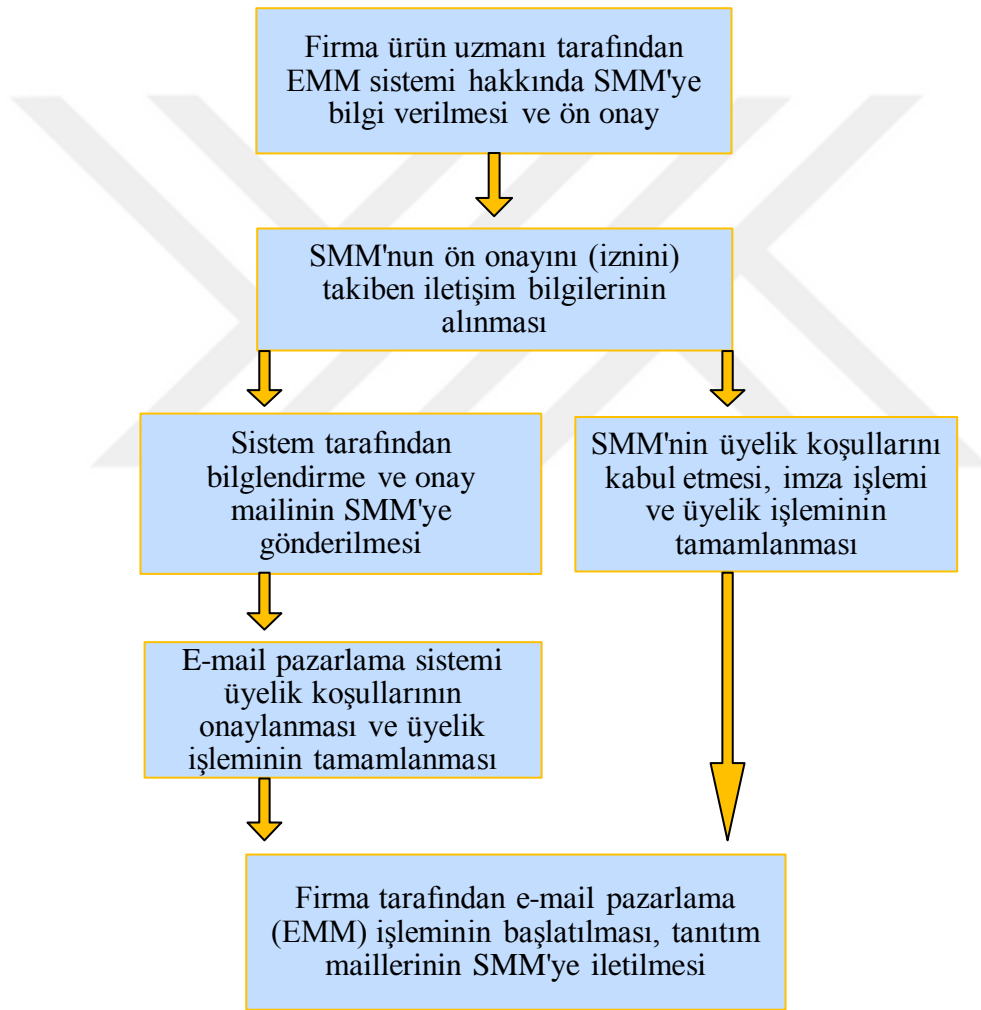 Firma ürün uzmanı tarafından
EMM sistemi hakkında SMM'ye
bilgi verilmesi ve ön onay
SMM'nun ön onayını (iznini)
takiben iletişim bilgilerinin
alınması
Sistem tarafından
bilglendirme ve onay
mailinin SMM'ye
gönderilmesi
SMM'nin üyelik koşullarını
kabul etmesi, imza işlemi
ve üyelik işleminin
tamamlanması
E-mail pazarlama sistemi
üyelik koşullarının
onaylanması ve üyelik
işleminin tamamlanması
Firma tarafından e-mail pazarlama
(EMM) işleminin başlatılması, tanıtım
maillerinin SMM'ye iletilmesi